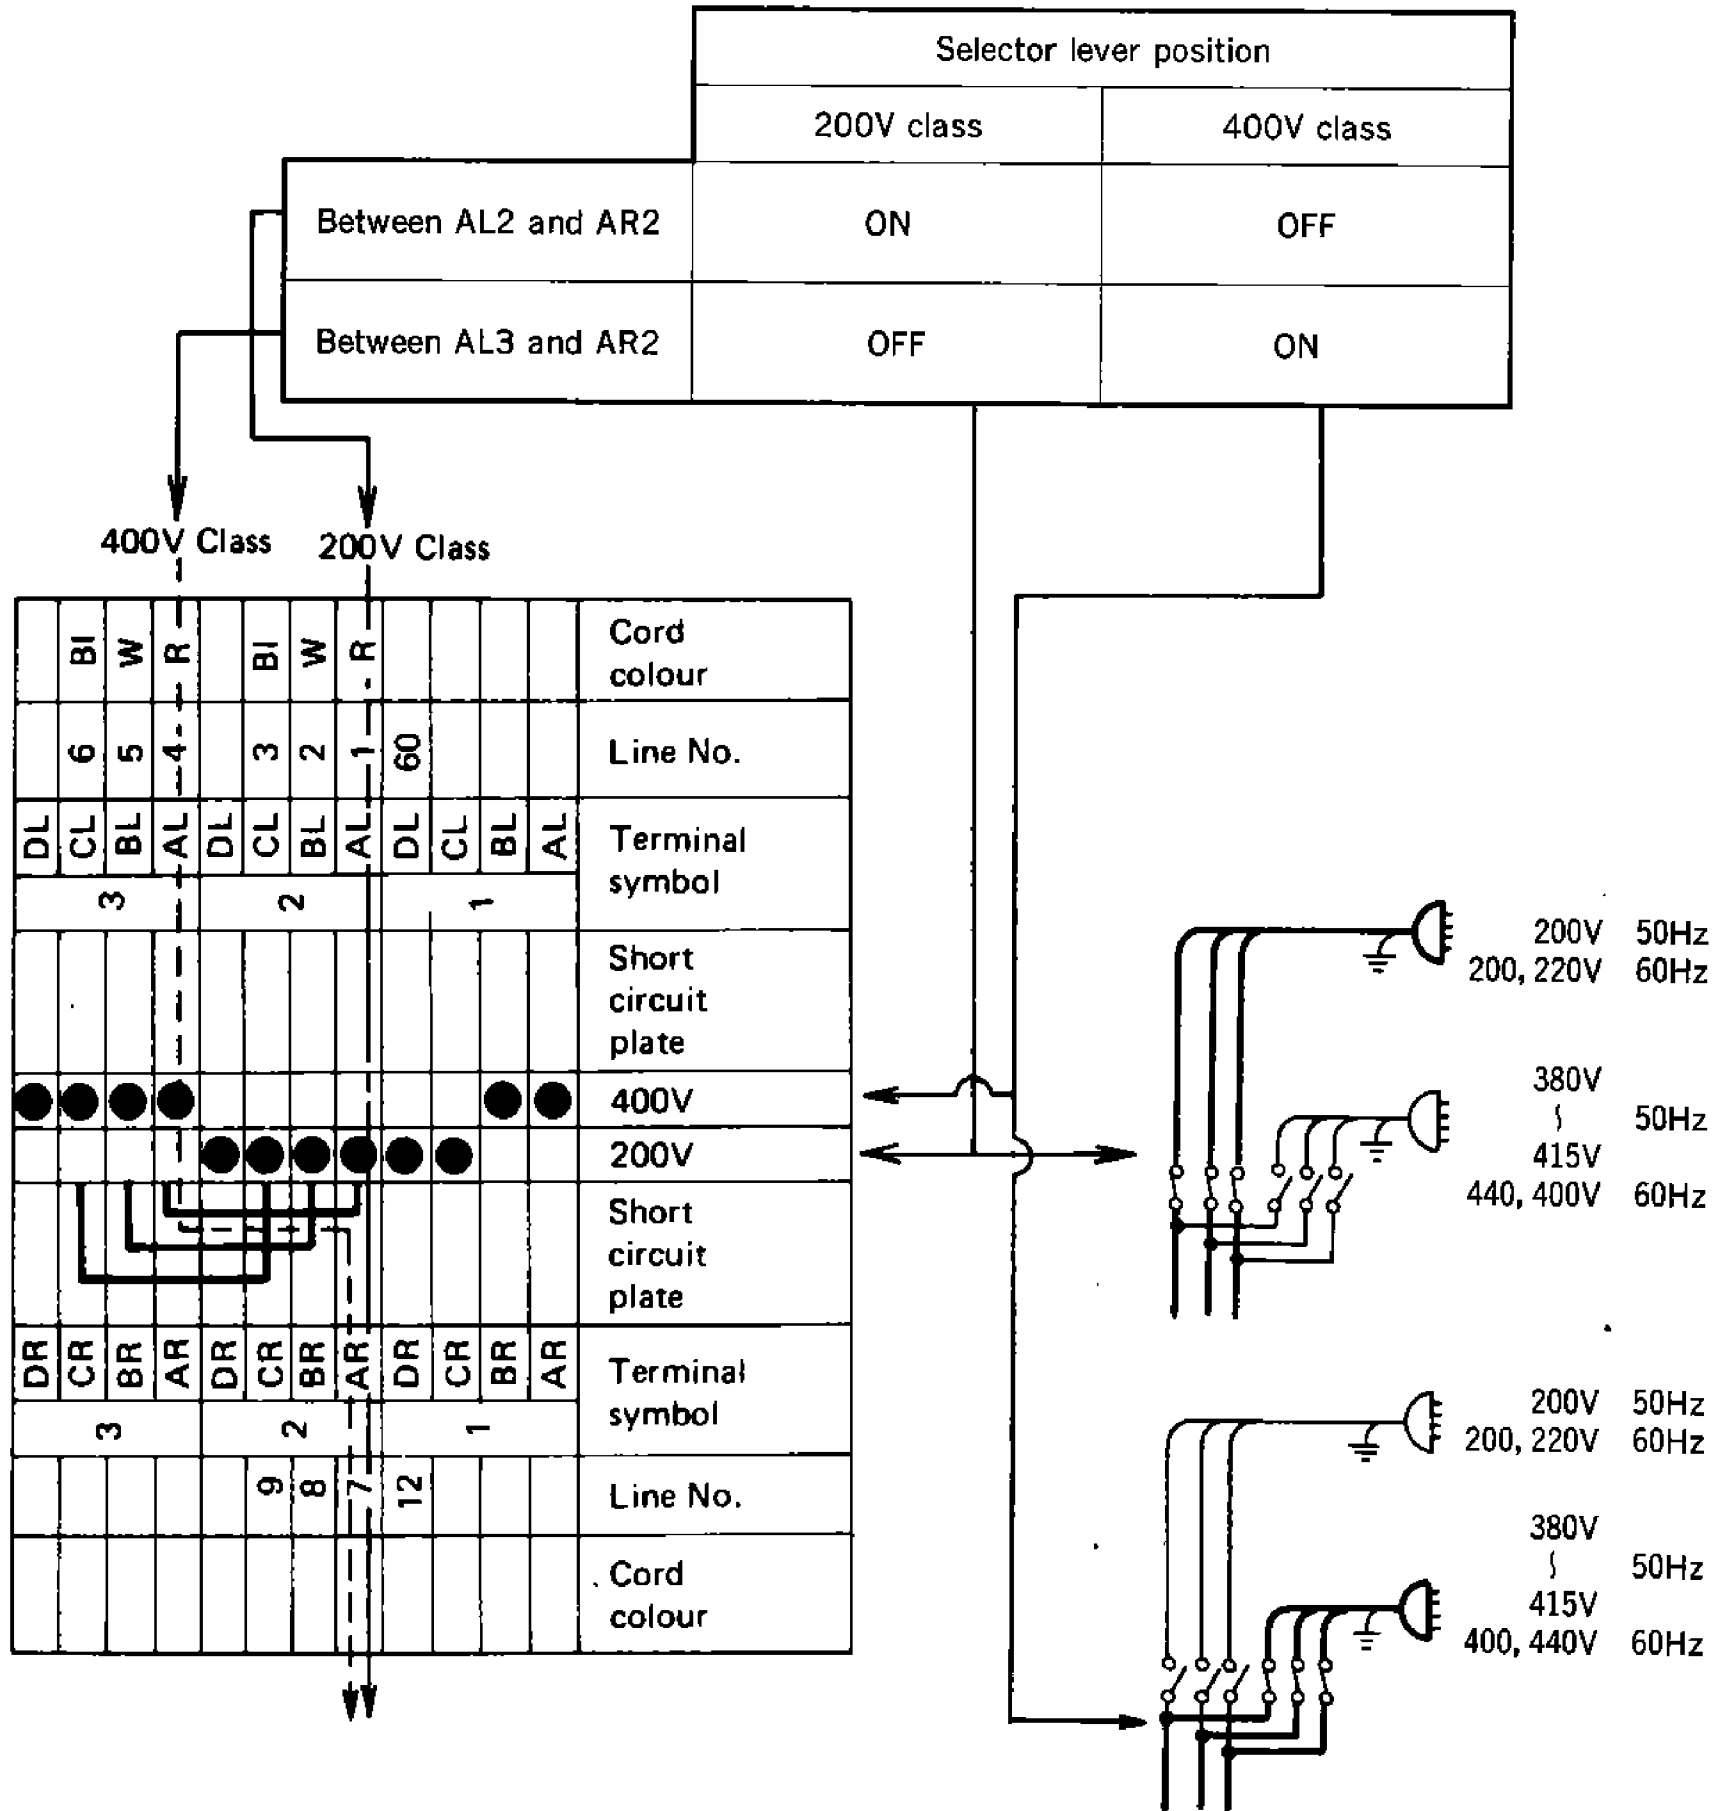 Selector lever position
200V class 400V class
Between AL2 and AR2 ON OFF
Between AL3 and AR2 OFF ON
400V Class 200V Class
Bl W R Bl W R Cord
colour
6 5 4 3 2 1 60 Line No.
DL CL BL AL DL CL BL AL DL CL BL AL Terminal
symbol
3 2 1
Short
circuit
plate
400V
200V
Short
circuit
plate
DR CR BR AR DR CR BR AR DR CR BR AR Terminal
symbol
3 2 1
9 8 7 12 Line No.
Cord
colour
200V 50Hz
200, 220V 60Hz
380V
~ 50Hz
415V
440, 400V 60Hz
200V 50Hz
200, 220V 60Hz
380V
~ 50Hz
415V
400, 440V 60Hz